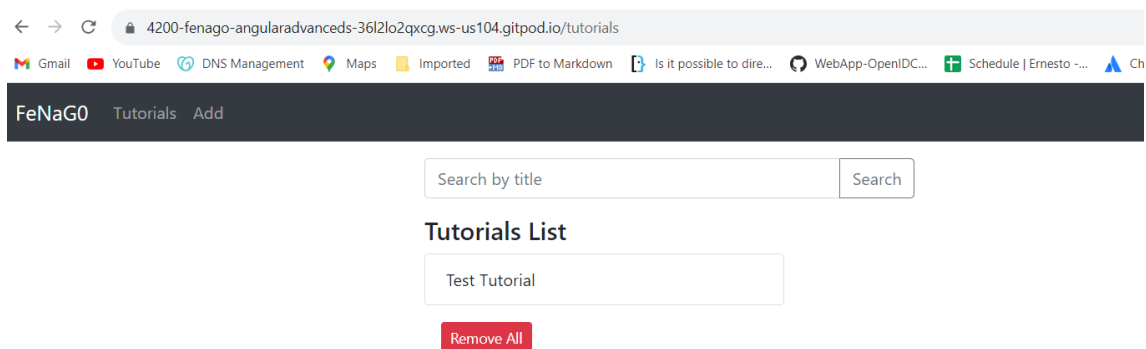 4200-fenago-angularadvanceds-36l2lo2qxcg.ws-us104.gitpod.io/tutorials
Gmail YouTube DNS Management Maps Imported PDF to Markdown Is it possible to dire... WebApp-OpenIDC... Schedule | Ernesto -... Ch
FeNaG0 Tutorials Add
Search by title Search
Tutorials List
Test Tutorial
Remove All